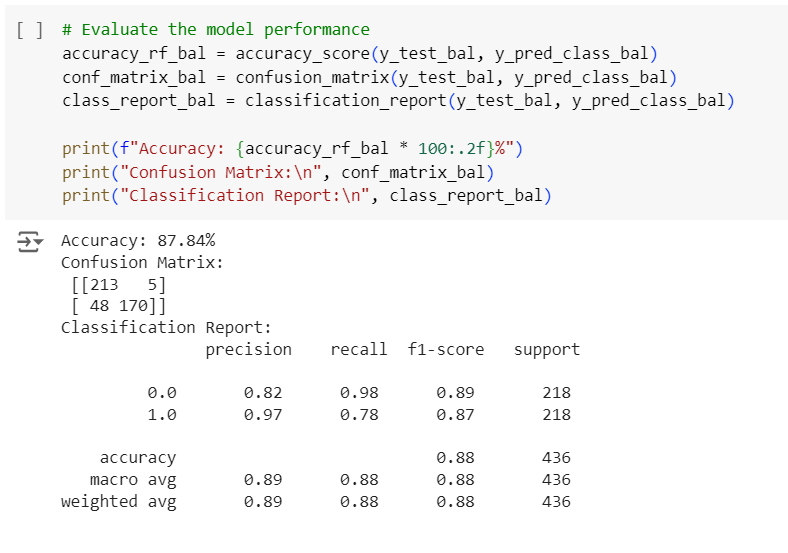 [ ] # Evaluate the model performance
accuracy_rf_bal = accuracy_score(y_test_bal, y_pred_class_bal)
conf_matrix_bal = confusion_matrix(y_test_bal, y_pred_class_bal)
class_report_bal = classification_report(y_test_bal, y_pred_class_bal)
print(f"Accuracy: {accuracy_rf_bal * 100:.2f}%")
print("Confusion Matrix:\n", conf_matrix_bal)
print("Classification Report:\n", class_report_bal)
Accuracy: 87.84%
Confusion Matrix:
[[213   5]
[ 48 170]]
Classification Report:
precision    recall  f1-score   support
0.0       0.82      0.98      0.89       218
1.0       0.97      0.78      0.87       218
accuracy                           0.88       436
macro avg       0.89      0.88      0.88       436
weighted avg       0.89      0.88      0.88       436